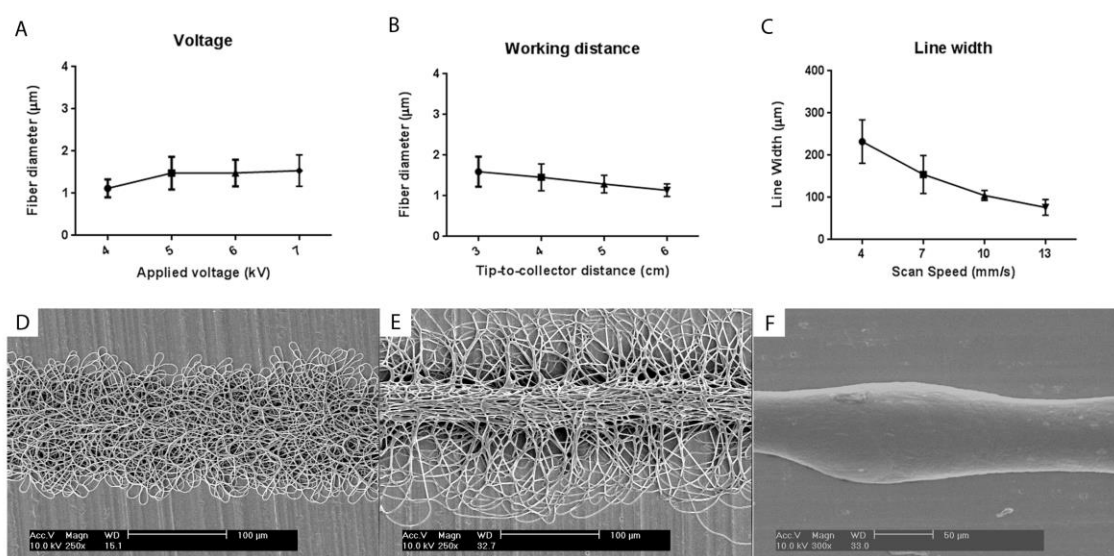 A
Voltage
Fiber diameter (μm)
4
3
2
1
0
4
5
6
7
Applied voltage (kV)
B
Working distance
Fiber diameter (μm)
4
3
2
1
0
3
4
5
6
Tip-to-collector distance (cm)
C
Line width
Line Width (μm)
400
300
200
100
0
4
7
10
13
Scan Speed (mm/s)
D
Acc.V Magn WD
10.0 kV 250x 15.1
100 μm
E
Acc.V Magn WD
10.0 kV 250x 32.7
100 μm
F
Acc.V Magn WD
10.0 kV 300x 33.0
50 μm